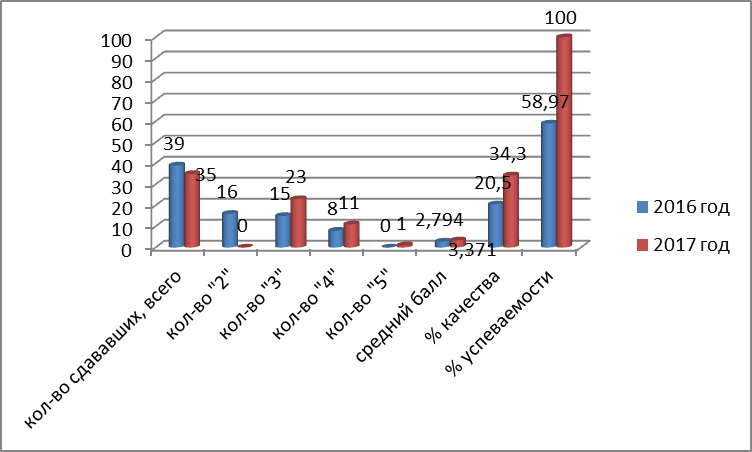 100
90
80
70
60
50
40
30
20
10
0
39
35
16
0
15
23
8
11
0
1
2,794
3,371
20,5
34,3
58,97
100
кол-во сдававших, всего
кол-во "2"
кол-во "3"
кол-во "4"
кол-во "5"
средний балл
% качества
% успеваемости
2016 год
2017 год